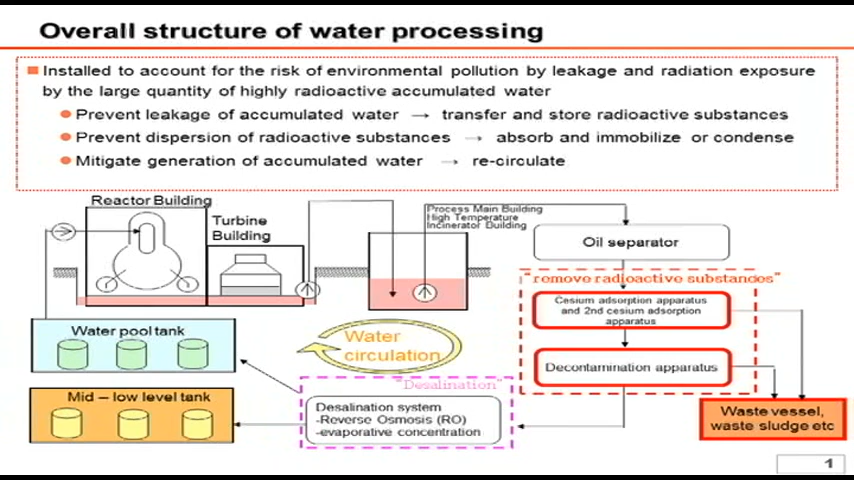 Overall structure of water processing
Installed to account for the risk of environmental pollution by leakage and radiation exposure
by the large quantity of highly radioactive accumulated water
Prevent leakage of accumulated water → transfer and store radioactive substances
Prevent dispersion of radioactive substances → absorb and immobilize or condense
Mitigate generation of accumulated water → re-circulate
Reactor Building
Turbine
Building
Process Main Building
High Temperature
Incinerator Building
Oil separator
"remove radioactive substances"
Cesium adsorption apparatus
and 2nd cesium adsorption
apparatus
Decontamination apparatus
Waste vessel,
waste sludge etc
Water pool tank
Water
circulation
Mid – low level tank
"Desalination"
Desalination system
-Reverse Osmosis (RO)
-evaporative concentration
1